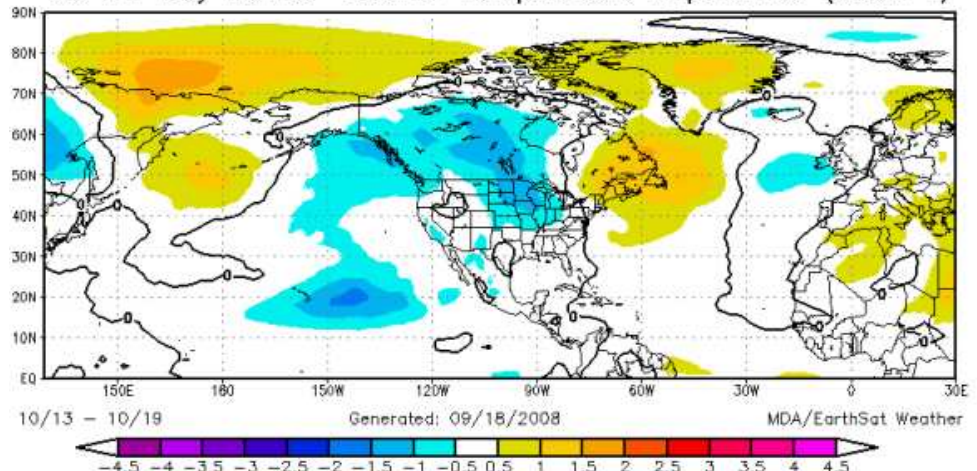 90N
80N
70N
60N
50N
40N
30N
20N
10N
EQ
150E 180 150W 120W 90W 60W 30W 0 30E
10/13 – 10/19 Generated: 09/18/2008 MDA/EarthSat Weather
-4.5 -4 -3.5 -3 -2.5 -2 -1.5 -1 -0.5 0.5 1 1.5 2 2.5 3 3.5 4 4.5